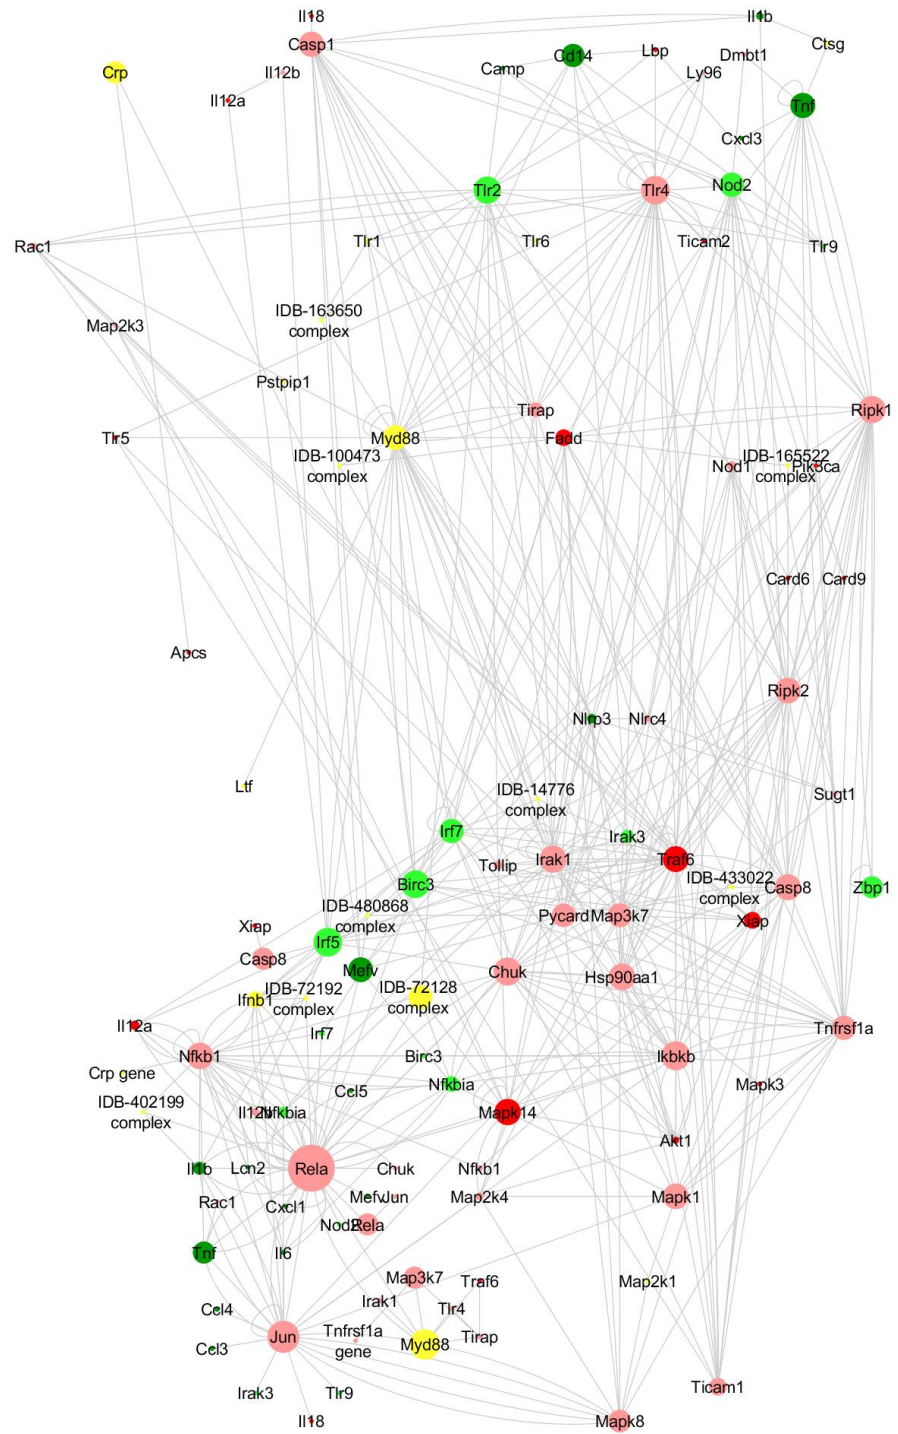 Il18
Il1b
Casp1
Ctsg
Cd14
Lbp
Dmbt1
Camp
Ly96
Crp
Il12b
Il12a
Tnf
Cxcl3
Tlr2
Tlr4
Nod2
Rac1
Tlr1
Tlr6
Ticam2
Tlr9
IDB-163650
complex
Map2k3
Pstpip1
Tirap
Ripk1
Tlr5
Myd88
Fadd
IDB-100473
complex
Nod1
IDB-165522
complex
Pik3ca
Card6
Card9
Apcs
Ripk2
Nlrp3
Nlrc4
Ltf
IDB-14776
complex
Sugt1
Irf7
Irak3
Tollip
Irak1
Traf6
Birc3
IDB-433022
complex
Casp8
Zbp1
IDB-480868
complex
Pycard
Map3k7
Xiap
Xiap
Irf5
Casp8
Mefv
Chuk
Hsp90aa1
IDB-72192
complex
IDB-72128
complex
Ifnb1
Il12a
Irf7
Tnfrsf1a
Nfkb1
Birc3
Ikbkb
Crp gene
Ccl5
Nfkbia
Mapk3
IDB-402199
complex
Il12b
Nfkbia
Mapk14
Akt1
Il1b
Lcn2
Rela
Chuk
Nfkb1
Rac1
Cxcl1
Mefv
Jun
Map2k4
Mapk1
Nod2
Rela
Tnf
Il6
Map3k7
Traf6
Map2k1
Irak1
Tlr4
Ccl4
Jun
Tnfrsf1a
gene
Myd88
Tirap
Ccl3
Irak3
Tlr9
Ticam1
Il18
Mapk8